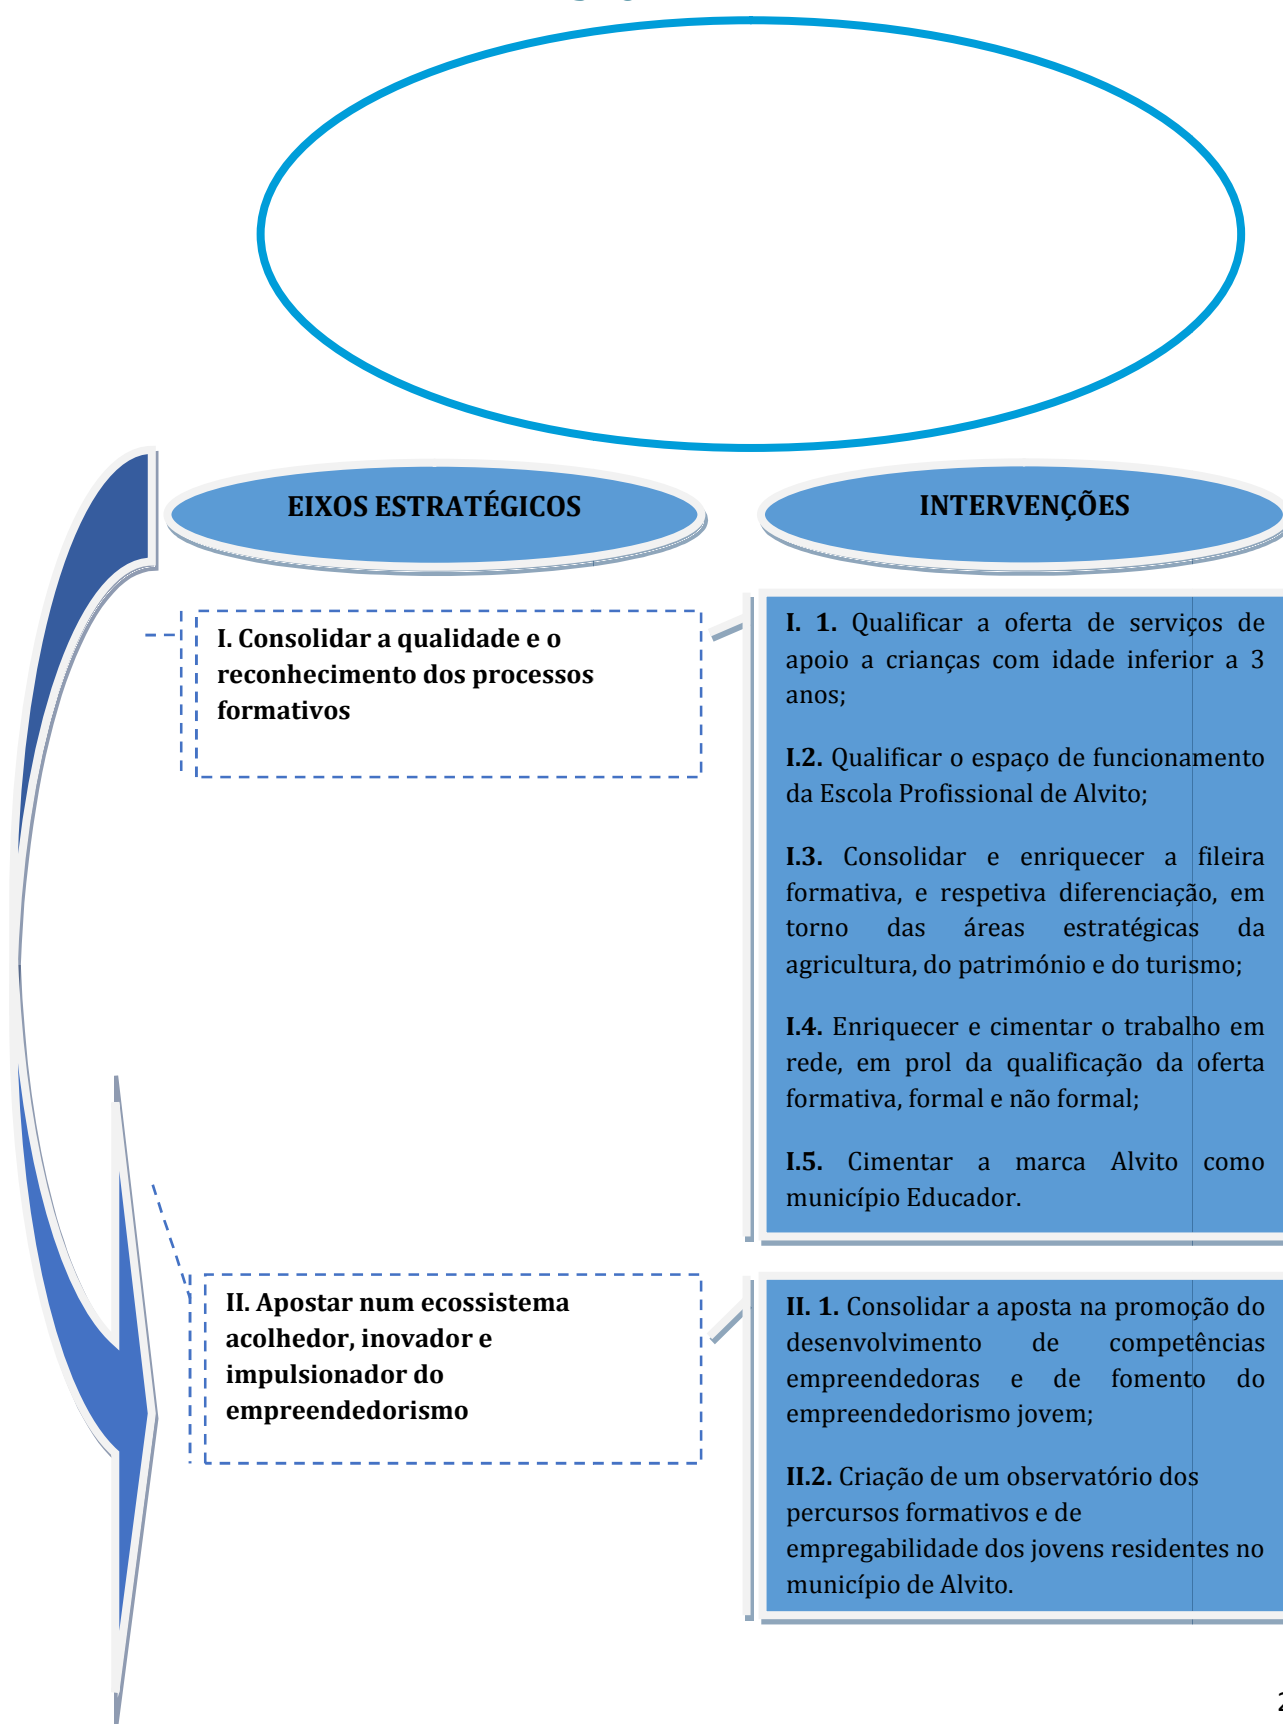 EIXOS ESTRATÉGICOS
INTERVENÇÕES
I. Consolidar a qualidade e o
reconhecimento dos processos
formativos
I. 1. Qualificar a oferta de serviços de
apoio a crianças com idade inferior a 3
anos;
I.2. Qualificar o espaço de funcionamento
da Escola Profissional de Alvito;
I.3. Consolidar e enriquecer a fileira
formativa, e respetiva diferenciação, em
torno das áreas estratégicas da
agricultura, do património e do turismo;
I.4. Enriquecer e cimentar o trabalho em
rede, em prol da qualificação da oferta
formativa, formal e não formal;
I.5. Cimentar a marca Alvito como
município Educador.
II. Apostar num ecossistema
acolhedor, inovador e
impulsionador do
empreendedorismo
II. 1. Consolidar a aposta na promoção do
desenvolvimento de competências
empreendedoras e de fomento do
empreendedorismo jovem;
II.2. Criação de um observatório dos
percursos formativos e de
empregabilidade dos jovens residentes no
município de Alvito.